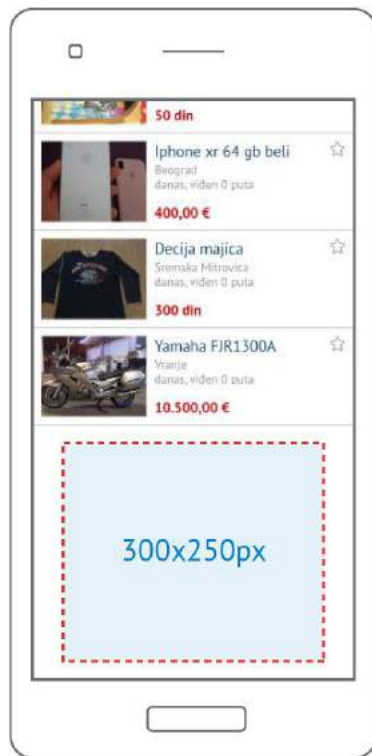 50 din
Iphone xr 64 gb beli
Beograd
danas, viđen 0 puta
400,00 €
Decija majica
Sremska Mitrovica
danas, viđen 0 puta
300 din
Yamaha FJR1300A
Vranje
danas, viđen 0 puta
10.500,00 €
300x250px